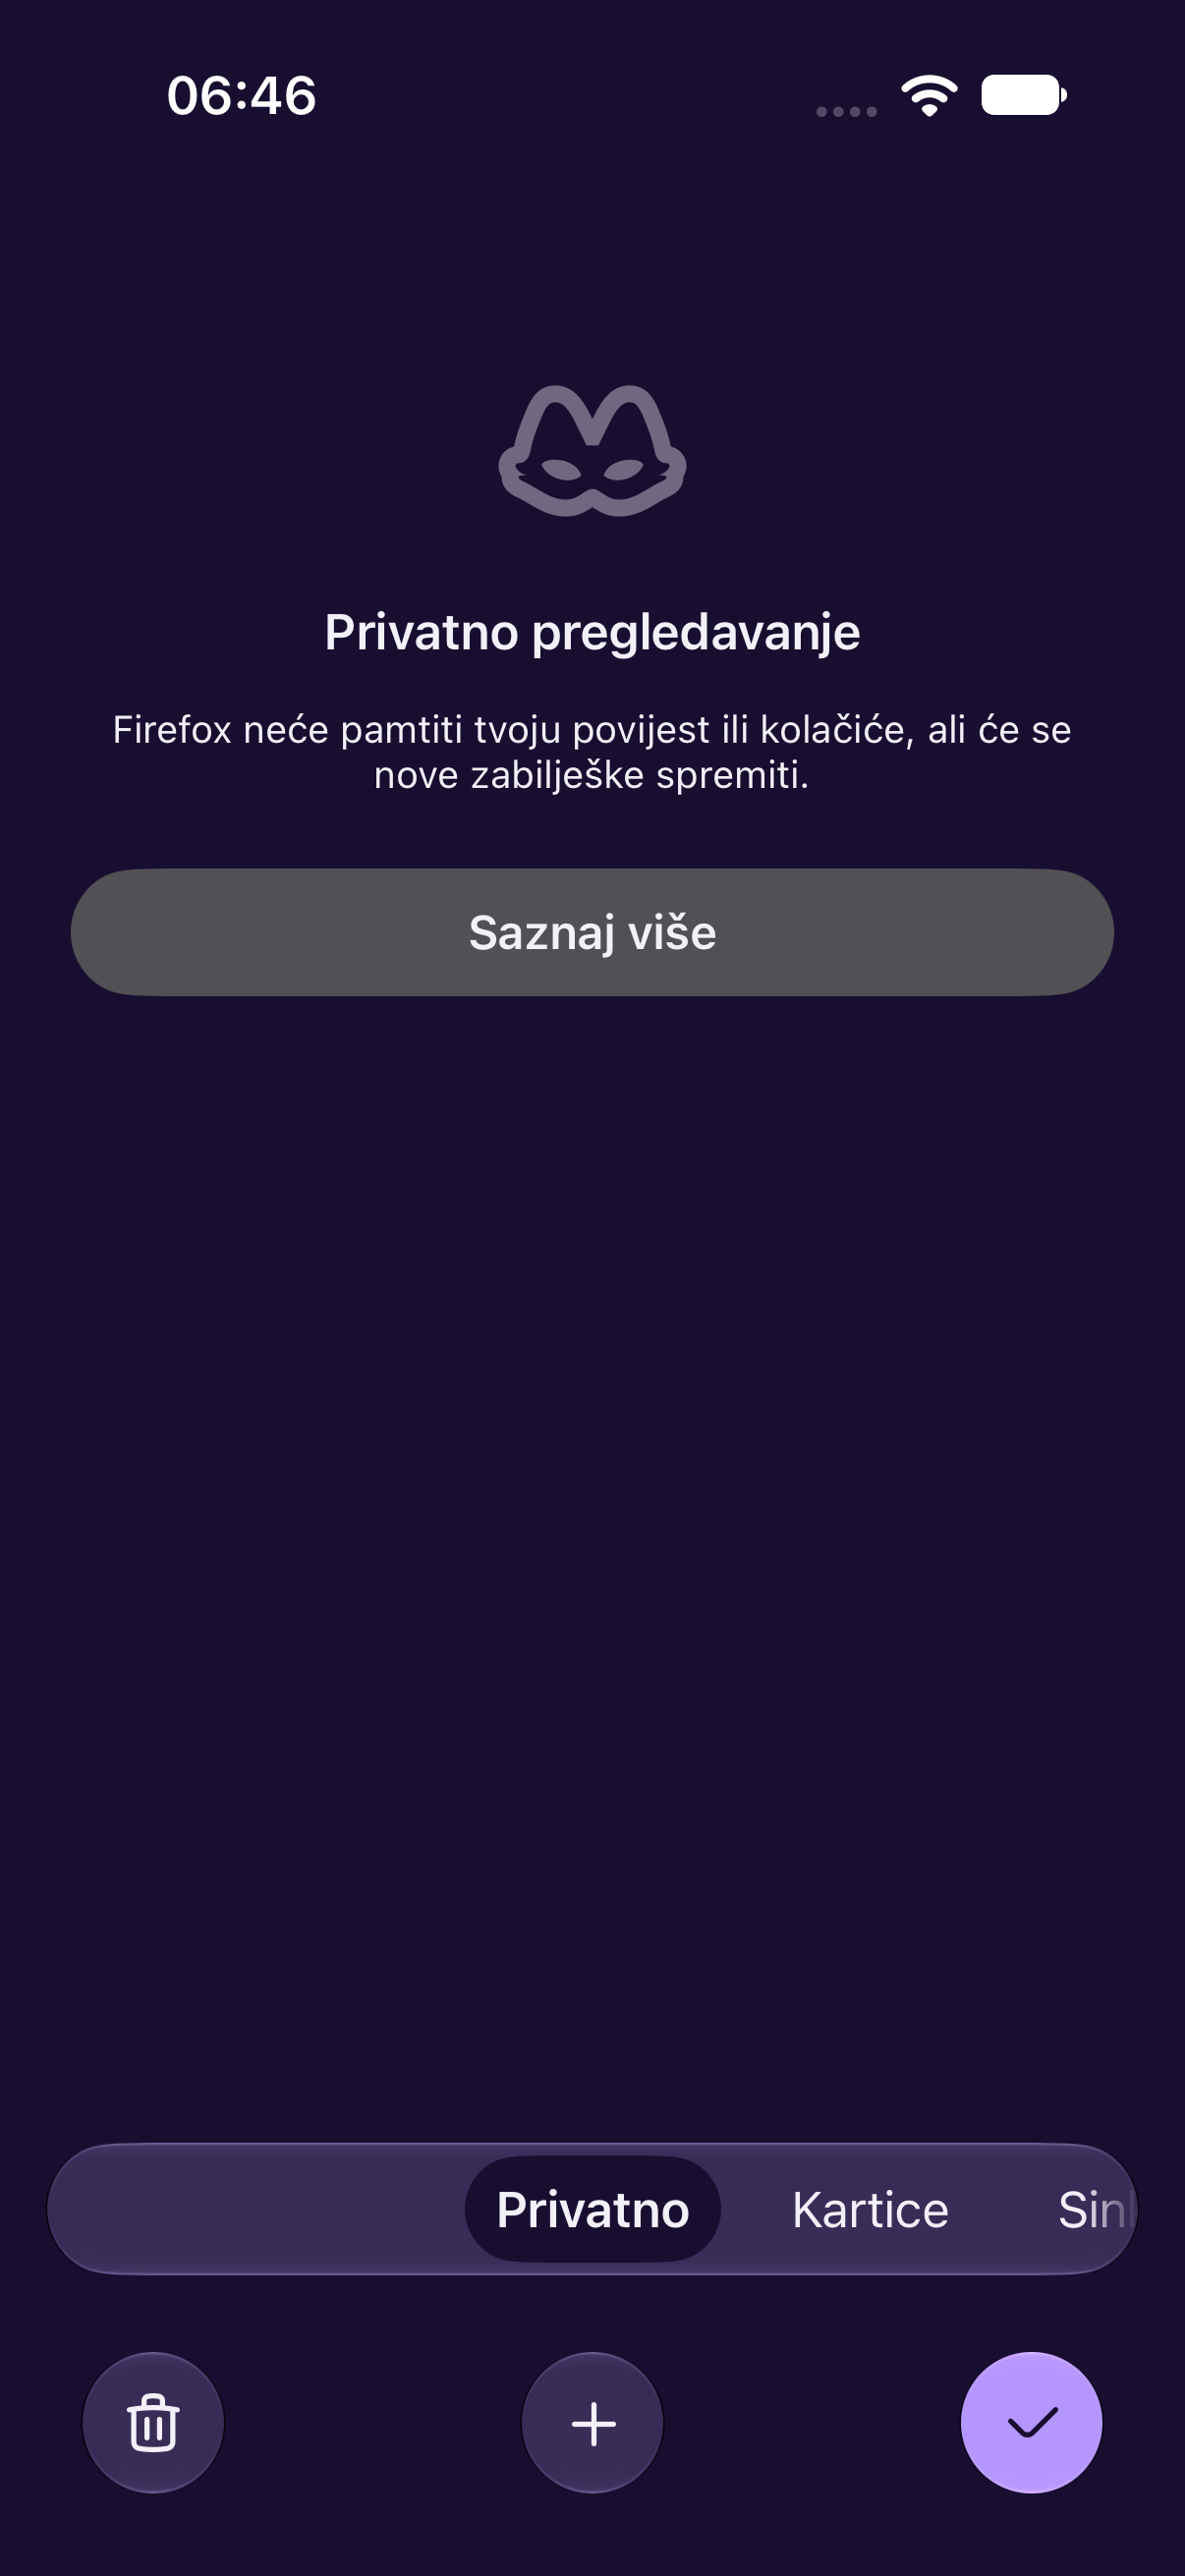 06:46
Privatno pregledavanje
Firefox neće pamtiti tvoju povijest ili kolačiće, ali će se
nove zabilješke spremiti.
Saznaj više
Privatno Kartice